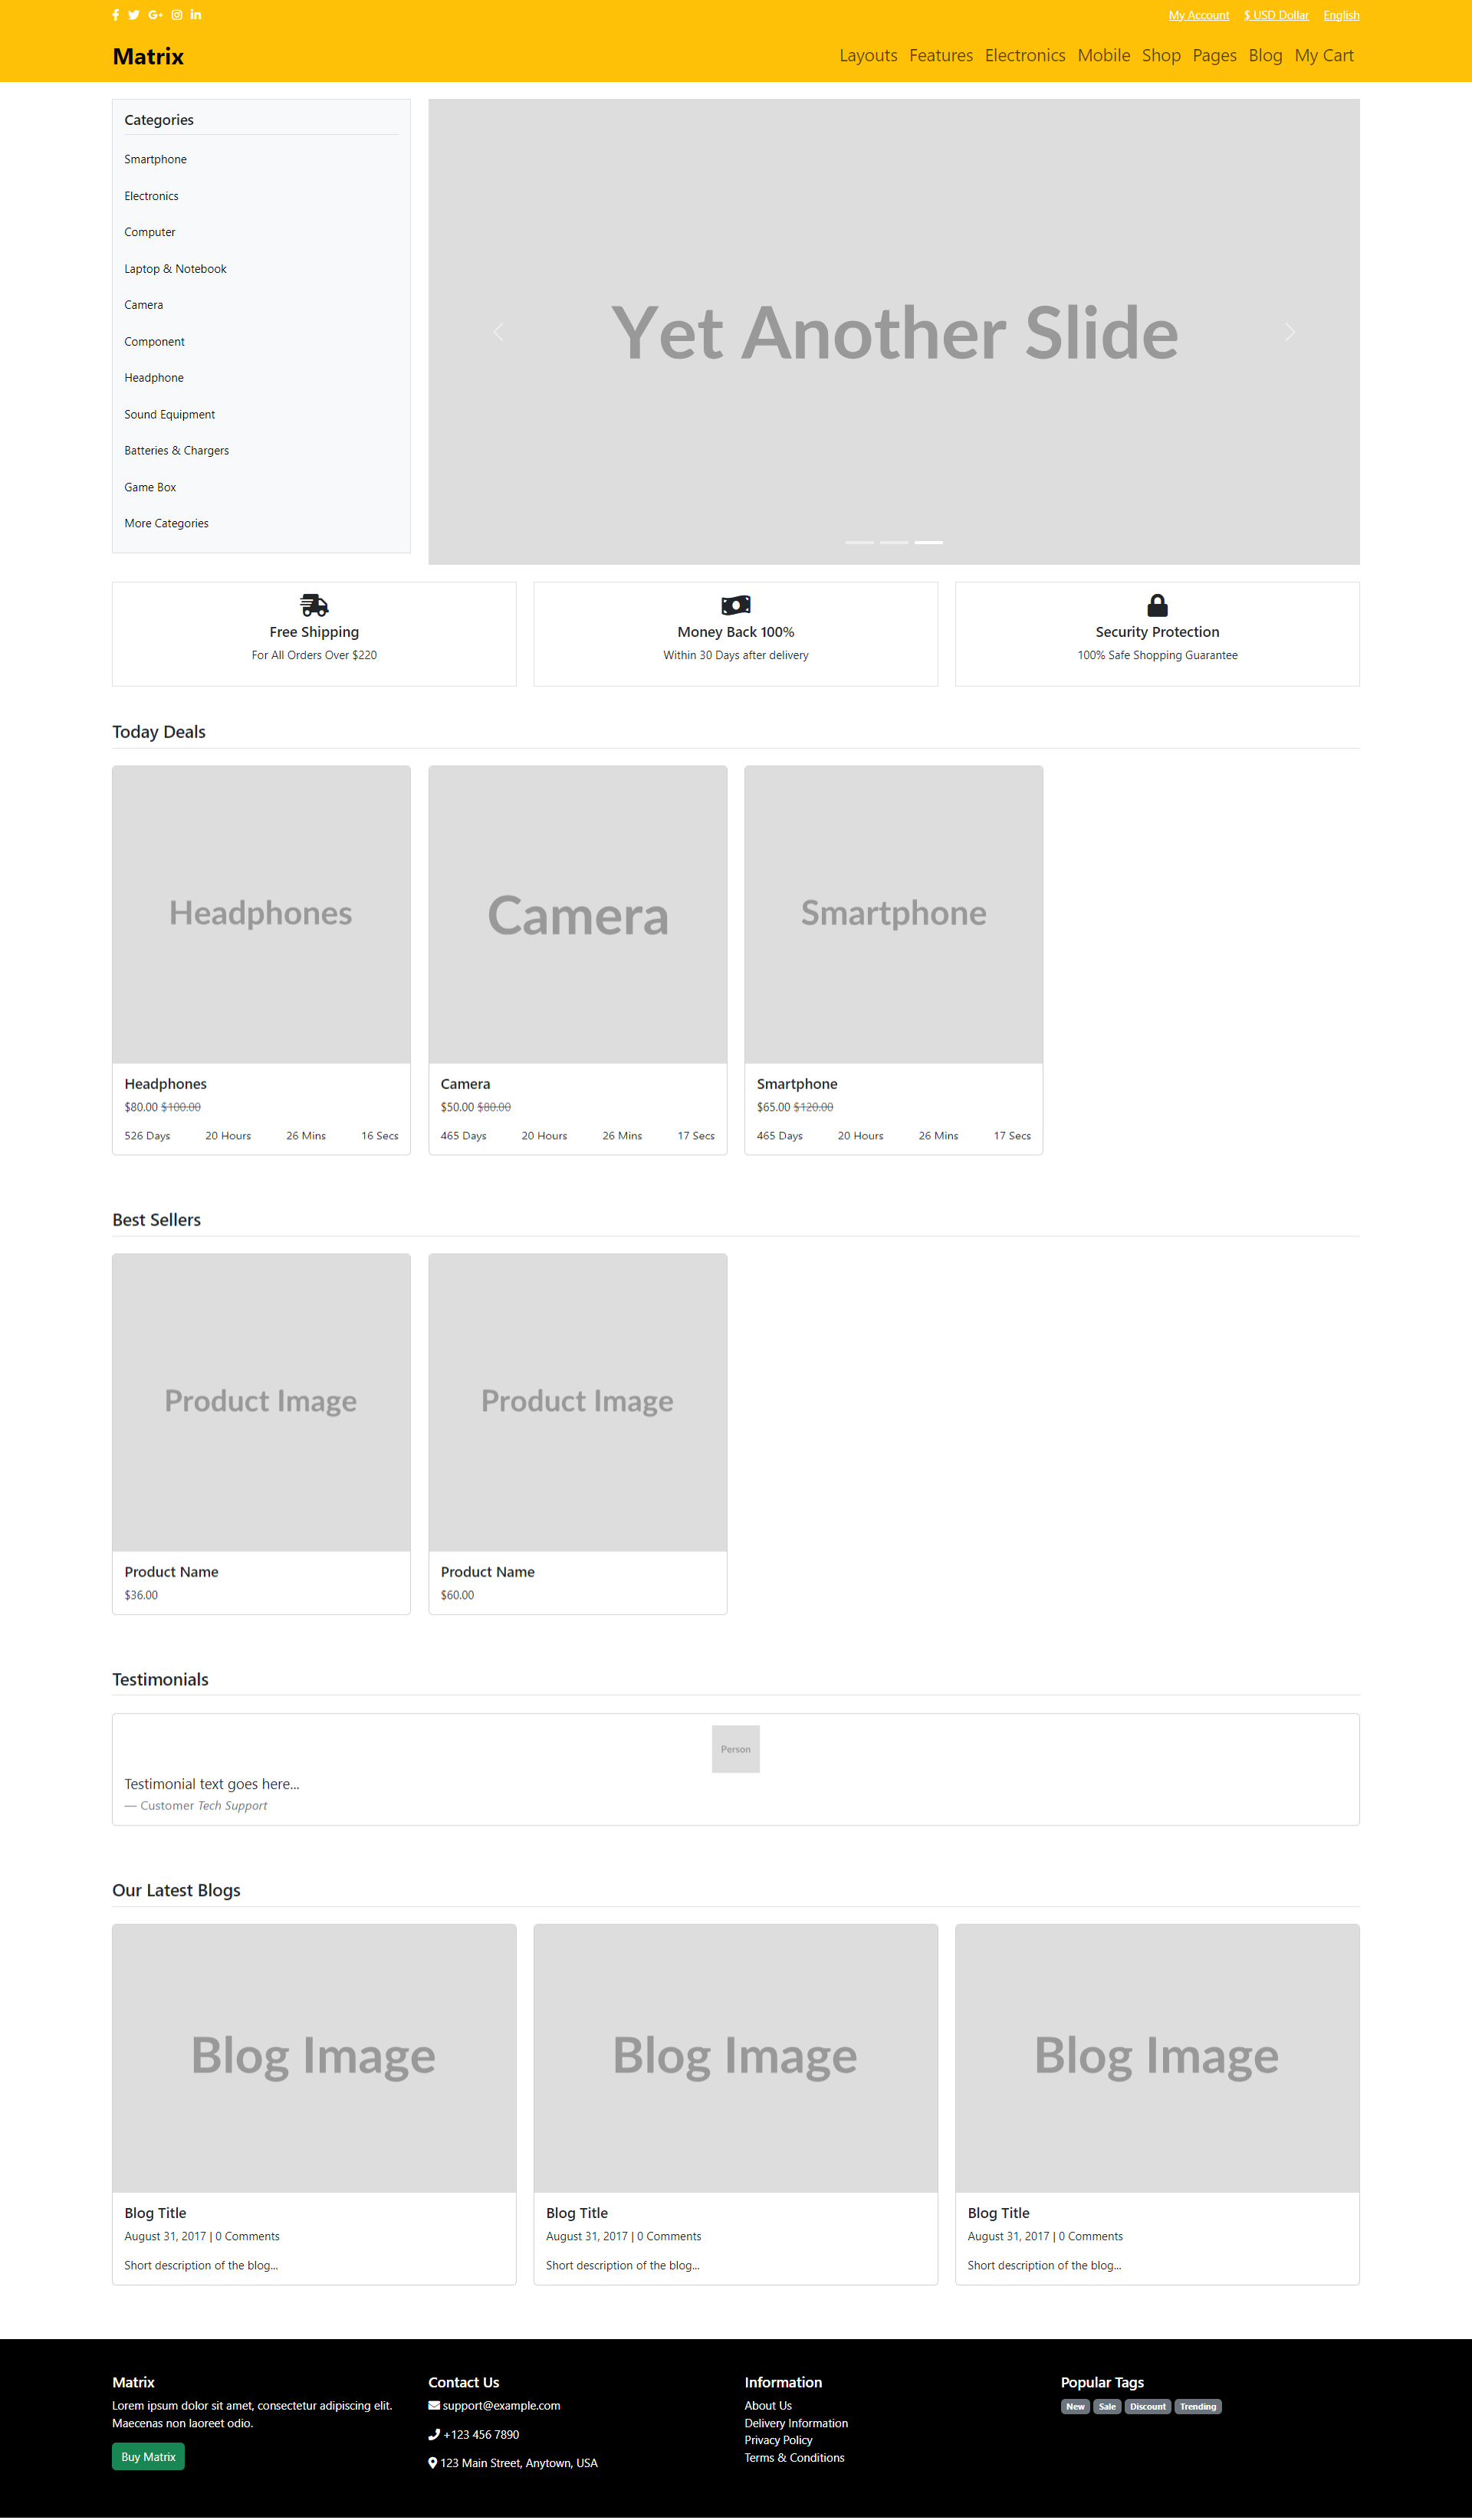 My Account $ USD Dollar English
Matrix
Layouts Features Electronics Mobile Shop Pages Blog My Cart
Categories
Smartphone
Electronics
Computer
Laptop & Notebook
Camera
Component
Headphone
Sound Equipment
Batteries & Chargers
Game Box
More Categories
Yet Another Slide
Free Shipping
For All Orders Over $220
Money Back 100%
Within 30 Days after delivery
Security Protection
100% Safe Shopping Guarantee
Today Deals
Headphones
Headphones
$80.00 $100.00
526 Days 20 Hours 26 Mins 16 Secs
Camera
Camera
$50.00 $80.00
465 Days 20 Hours 26 Mins 17 Secs
Smartphone
Smartphone
$65.00 $120.00
465 Days 20 Hours 26 Mins 17 Secs
Best Sellers
Product Image
Product Name
$36.00
Product Image
Product Name
$60.00
Testimonials
Person
Testimonial text goes here...
— Customer Tech Support
Our Latest Blogs
Blog Image
Blog Title
August 31, 2017 | 0 Comments
Short description of the blog...
Blog Image
Blog Title
August 31, 2017 | 0 Comments
Short description of the blog...
Blog Image
Blog Title
August 31, 2017 | 0 Comments
Short description of the blog...
Matrix
Lorem ipsum dolor sit amet, consectetur adipiscing elit.
Maecenas non laoreet odio.
Buy Matrix
Contact Us
support@example.com
+123 456 7890
123 Main Street, Anytown, USA
Information
About Us
Delivery Information
Privacy Policy
Terms & Conditions
Popular Tags
New Sale Discount Trending